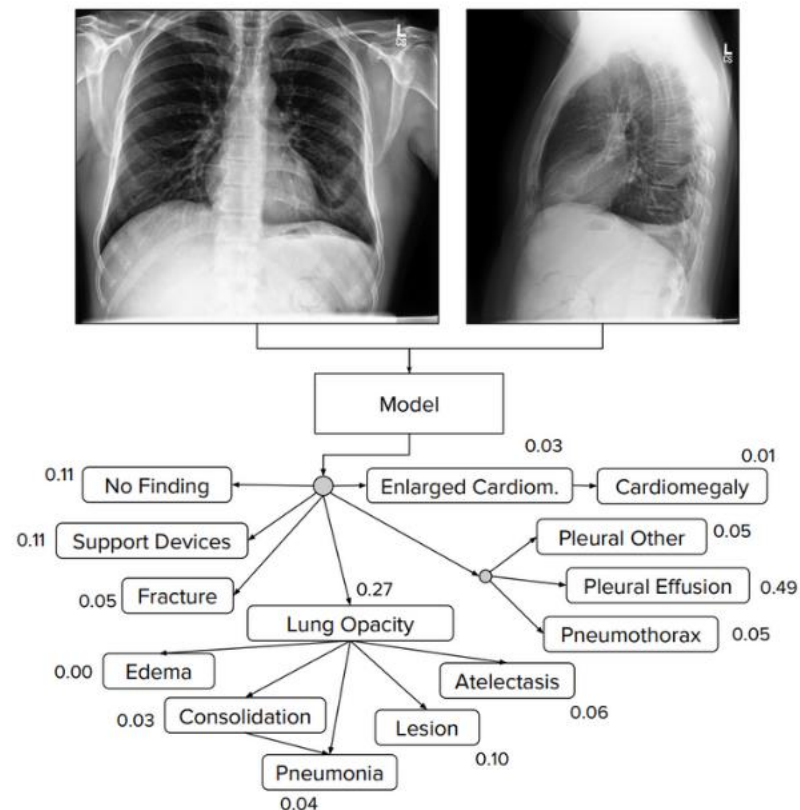 L
L
Model
0.03
0.01
0.11
No Finding
Enlarged Cardiom.
Cardiomegaly
0.11
Support Devices
Pleural Other
0.05
0.05
Fracture
0.27
Pleural Effusion
0.49
Lung Opacity
Pneumothorax
0.05
0.00
Edema
Atelectasis
0.03
Consolidation
0.06
Lesion
0.10
Pneumonia
0.04